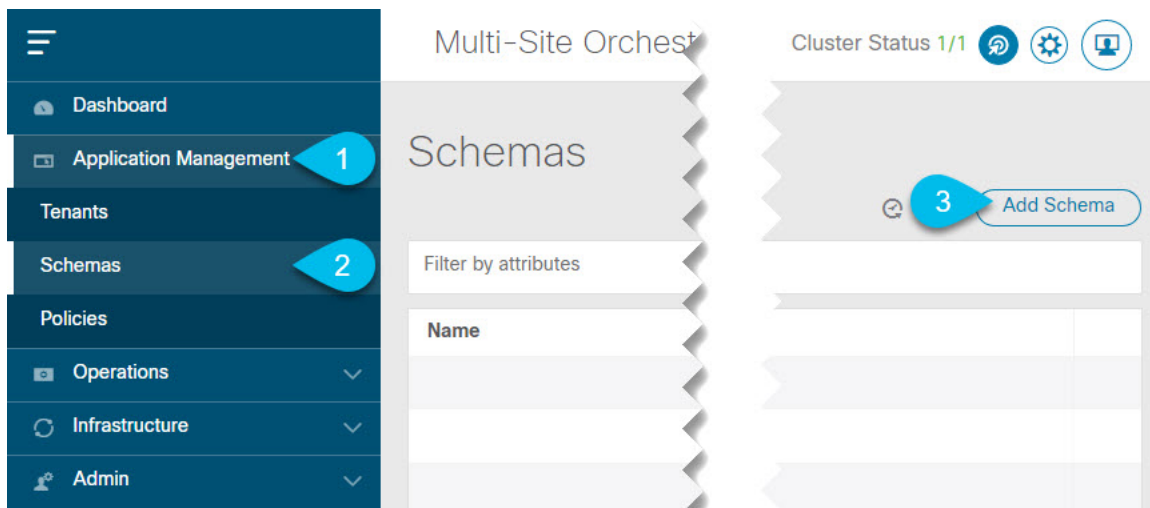 Multi-Site Orchest
Cluster Status 1/1
Dashboard
Application Management
1
Tenants
Schemas
2
Policies
Operations
Infrastructure
Admin
Schemas
3
Add Schema
Filter by attributes
Name